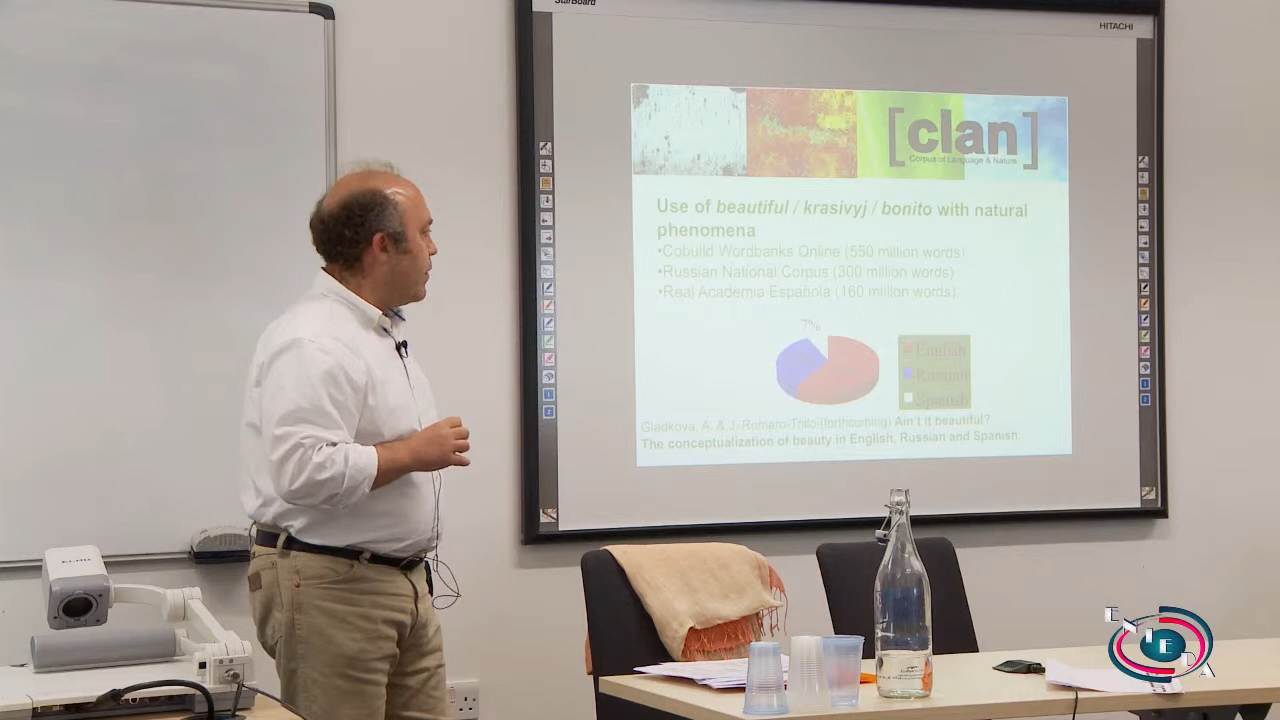 StarBoard
HITACHI
[clan]
Corpus of Language & Nature
Use of beautiful / krasivyj / bonito with natural
phenomena
•Cobuild Wordbanks Online (550 million words)
•Russian National Corpus (300 million words)
•Real Academia Española (160 million words)
7%
English
Russian
Spanish
Gladkova, A. & J. Romero-Trillo (forthcoming) Ain't it beautiful?
The conceptualization of beauty in English, Russian and Spanish.
ELMO
ENIEDA